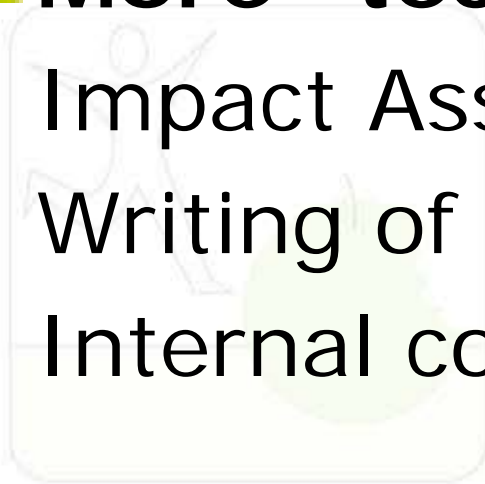 Impact Ass
Writing of
Internal co